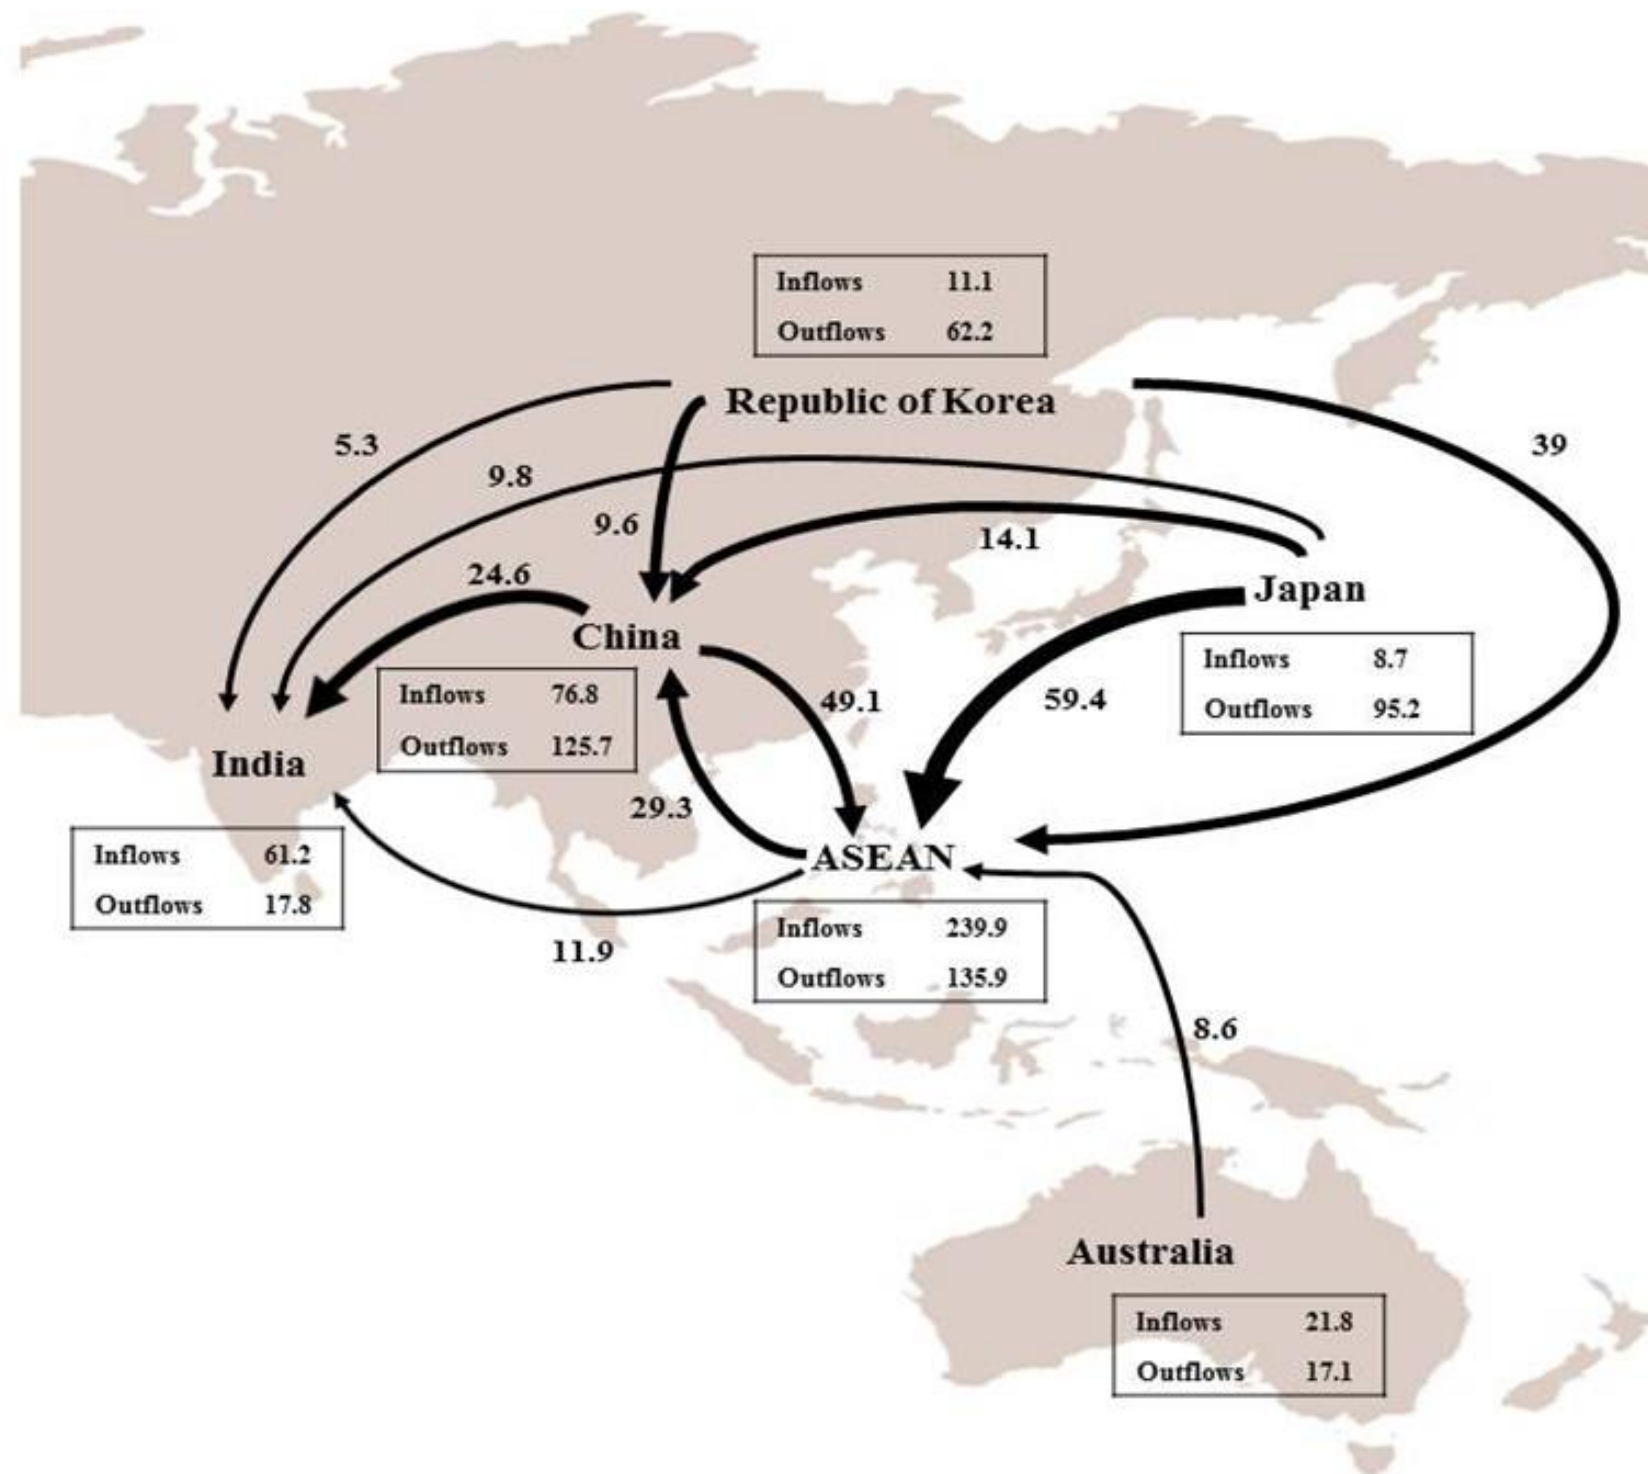 Inflows 11.1
Outflows 62.2
Republic of Korea
39
5.3
9.8
9.6
14.1
24.6
Japan
China
Inflows 8.7
Outflows 95.2
Inflows 76.8
Outflows 125.7
49.1
59.4
India
29.3
ASEAN
Inflows 61.2
Outflows 17.8
11.9
Inflows 239.9
Outflows 135.9
8.6
Australia
Inflows 21.8
Outflows 17.1